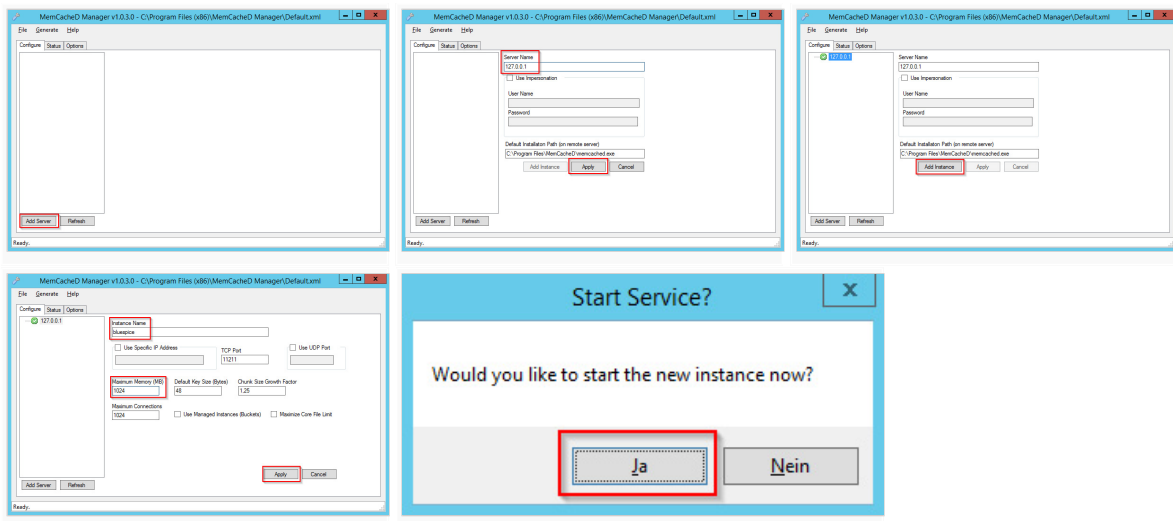 MemCacheD Manager v1.0.3.0 - C:\Program Files (x86)\MemCacheD Manager\Default.xml
File Generate Help
Configure Status Options
Add Server Refresh
Ready.
MemCacheD Manager v1.0.3.0 - C:\Program Files (x86)\MemCacheD Manager\Default.xml
File Generate Help
Configure Status Options
Server Name
127.0.0.1
Use Impersonation
User Name
Password
Default Installation Path (on remote server)
C:\Program Files\MemCacheD\memcached.exe
Add Instance Apply Cancel
Add Server Refresh
Ready.
MemCacheD Manager v1.0.3.0 - C:\Program Files (x86)\MemCacheD Manager\Default.xml
File Generate Help
Configure Status Options
127.0.0.1
Server Name
127.0.0.1
Use Impersonation
User Name
Password
Default Installation Path (on remote server)
C:\Program Files\MemCacheD\memcached.exe
Add Instance Apply Cancel
Add Server Refresh
Ready.
MemCacheD Manager v1.0.3.0 - C:\Program Files (x86)\MemCacheD Manager\Default.xml
File Generate Help
Configure Status Options
127.0.0.1
Instance Name
bluespice
Use Specific IP Address TCP Port Use UDP Port
11211
Maximum Memory (MB) Default Key Size (Bytes) Chunk Size Growth Factor
1024 48 1.25
Maximum Connections
1024 Use Managed Instances (Buckets) Maximize Core File Limit
Apply Cancel
Add Server Refresh
Ready.
Start Service?
x
Would you like to start the new instance now?
Ja Nein